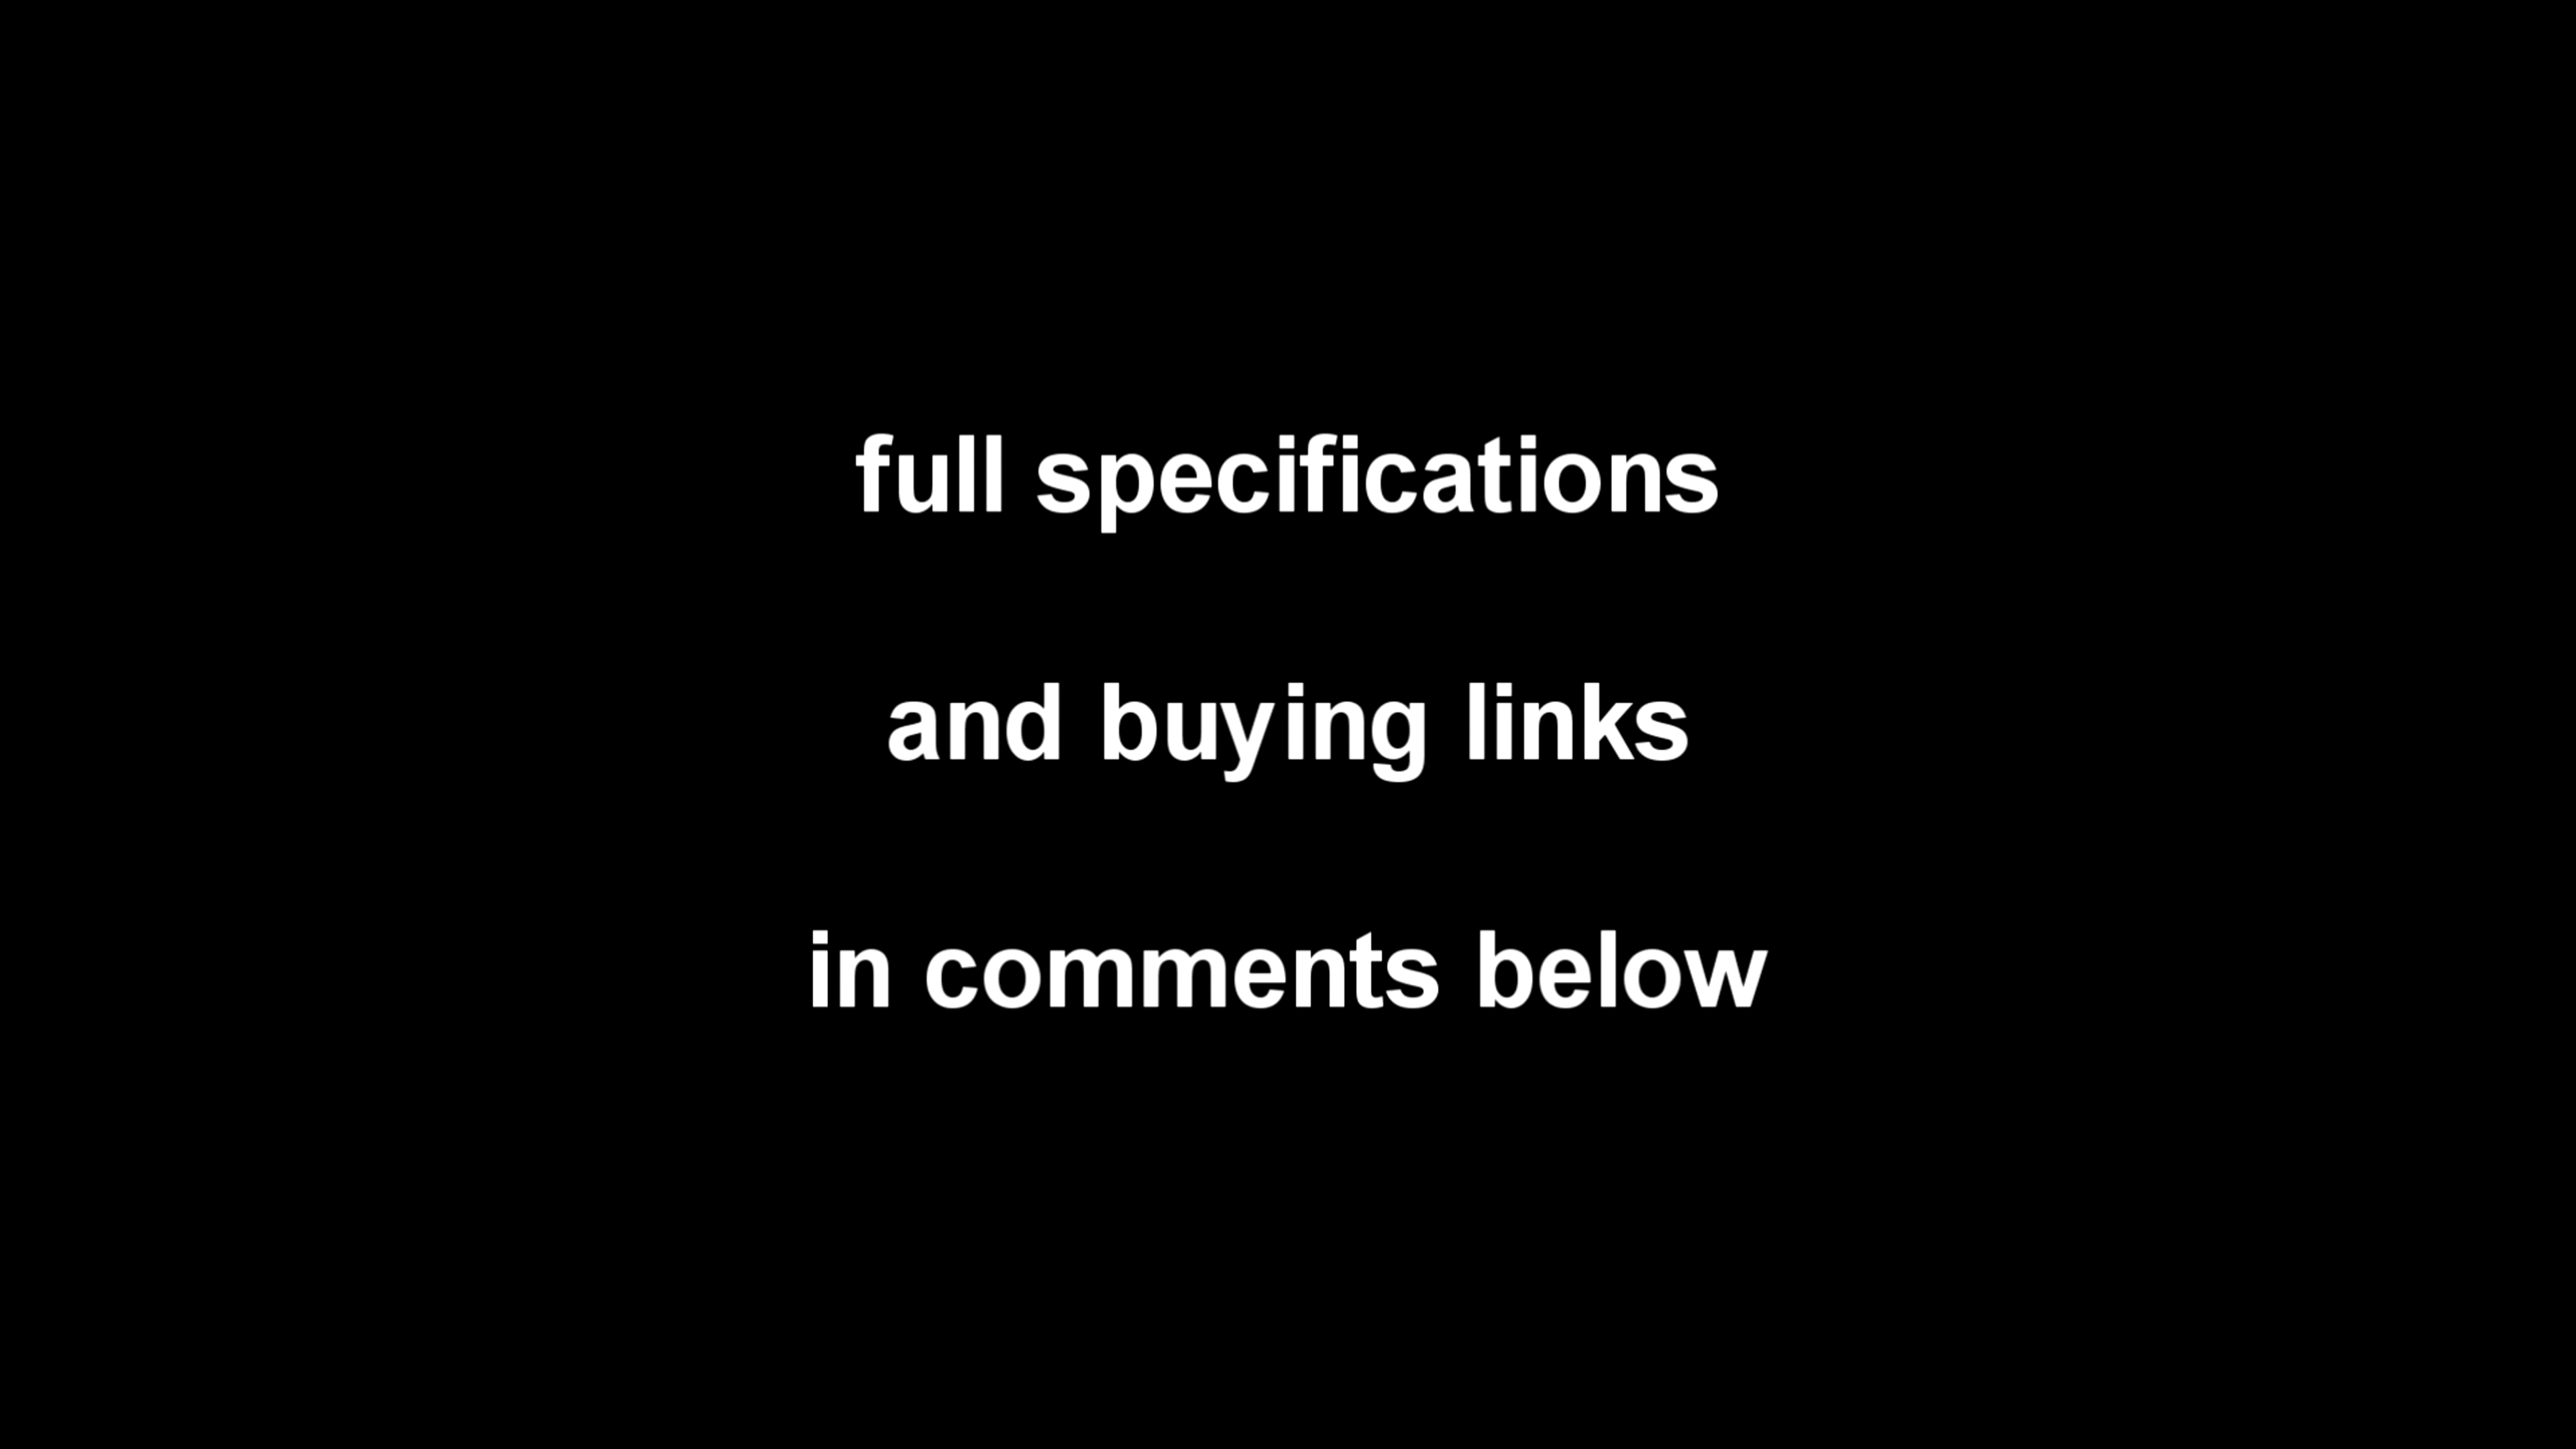 full specifications
and buying links
in comments below